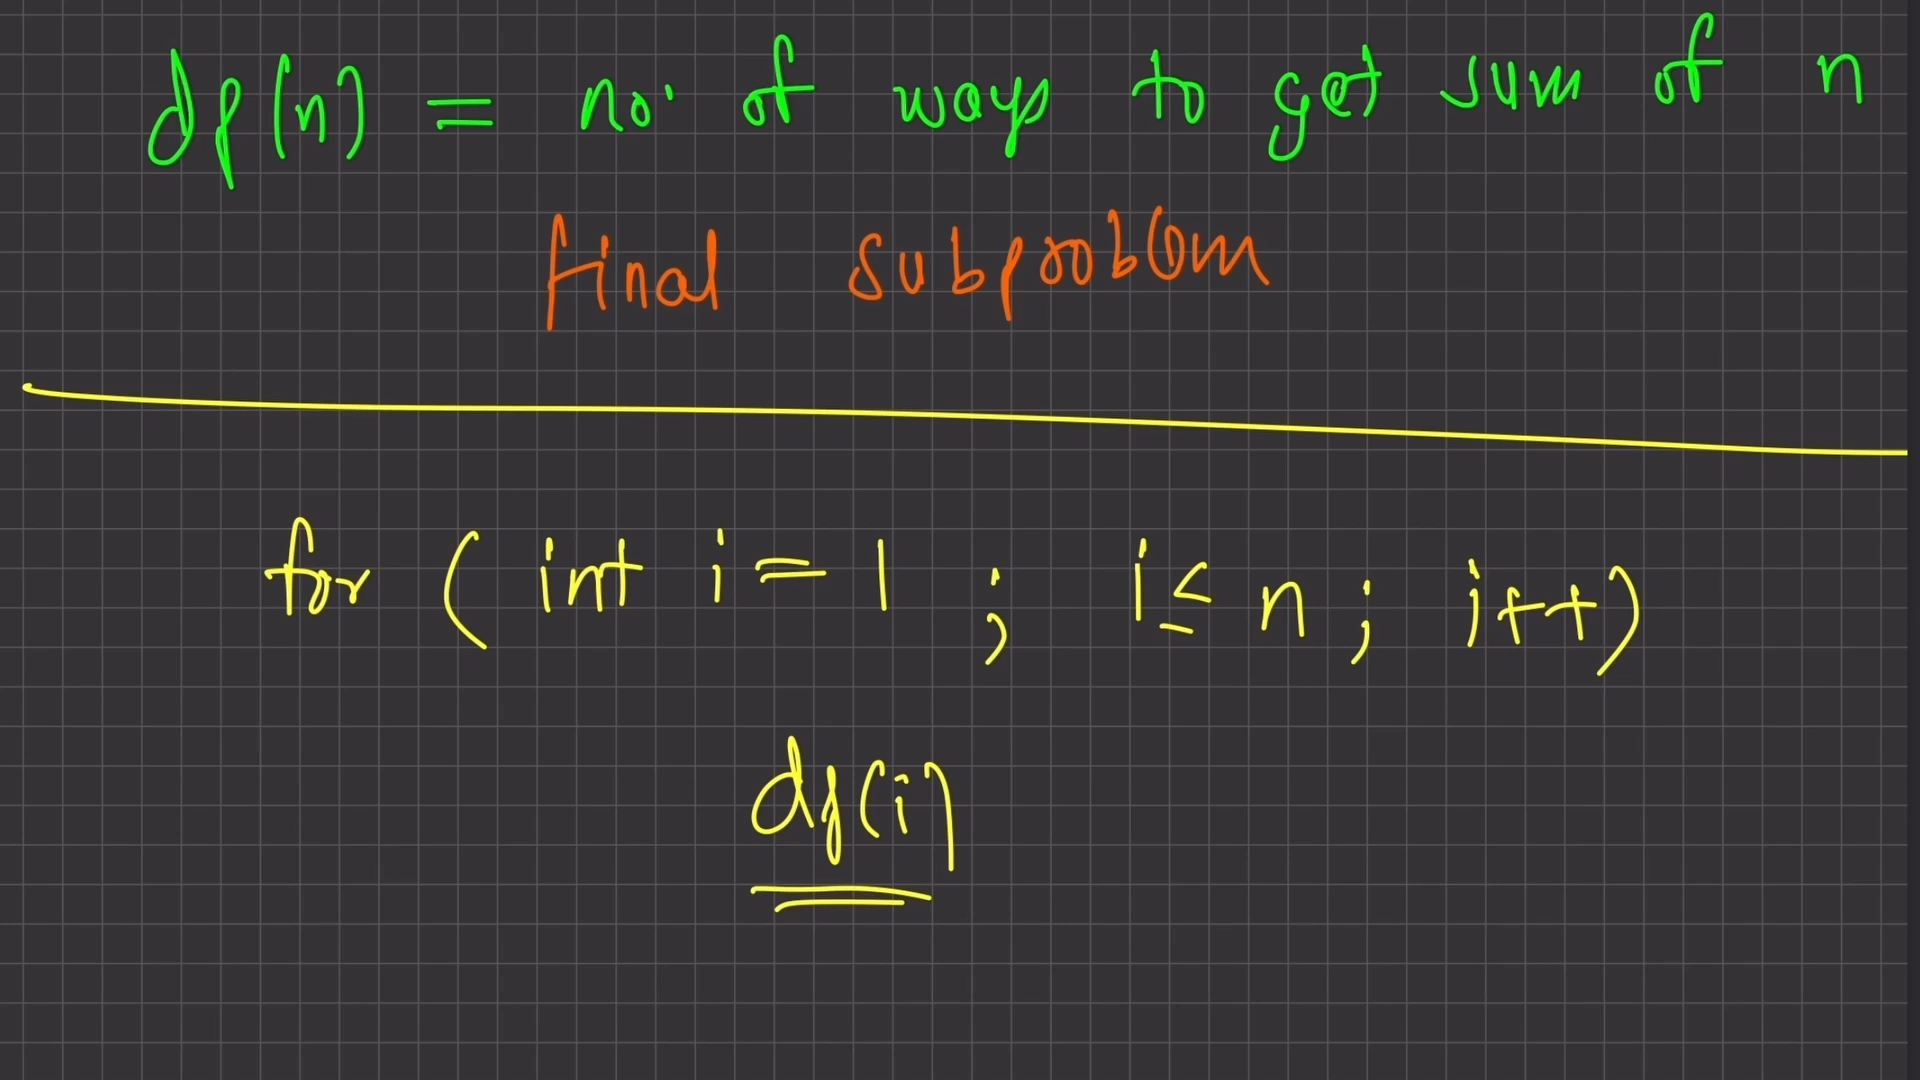 dp(n) = no. of ways to get sum of n
final subproblem
for ( int i = 1 ; i ≤ n ; i++)
dp(i)